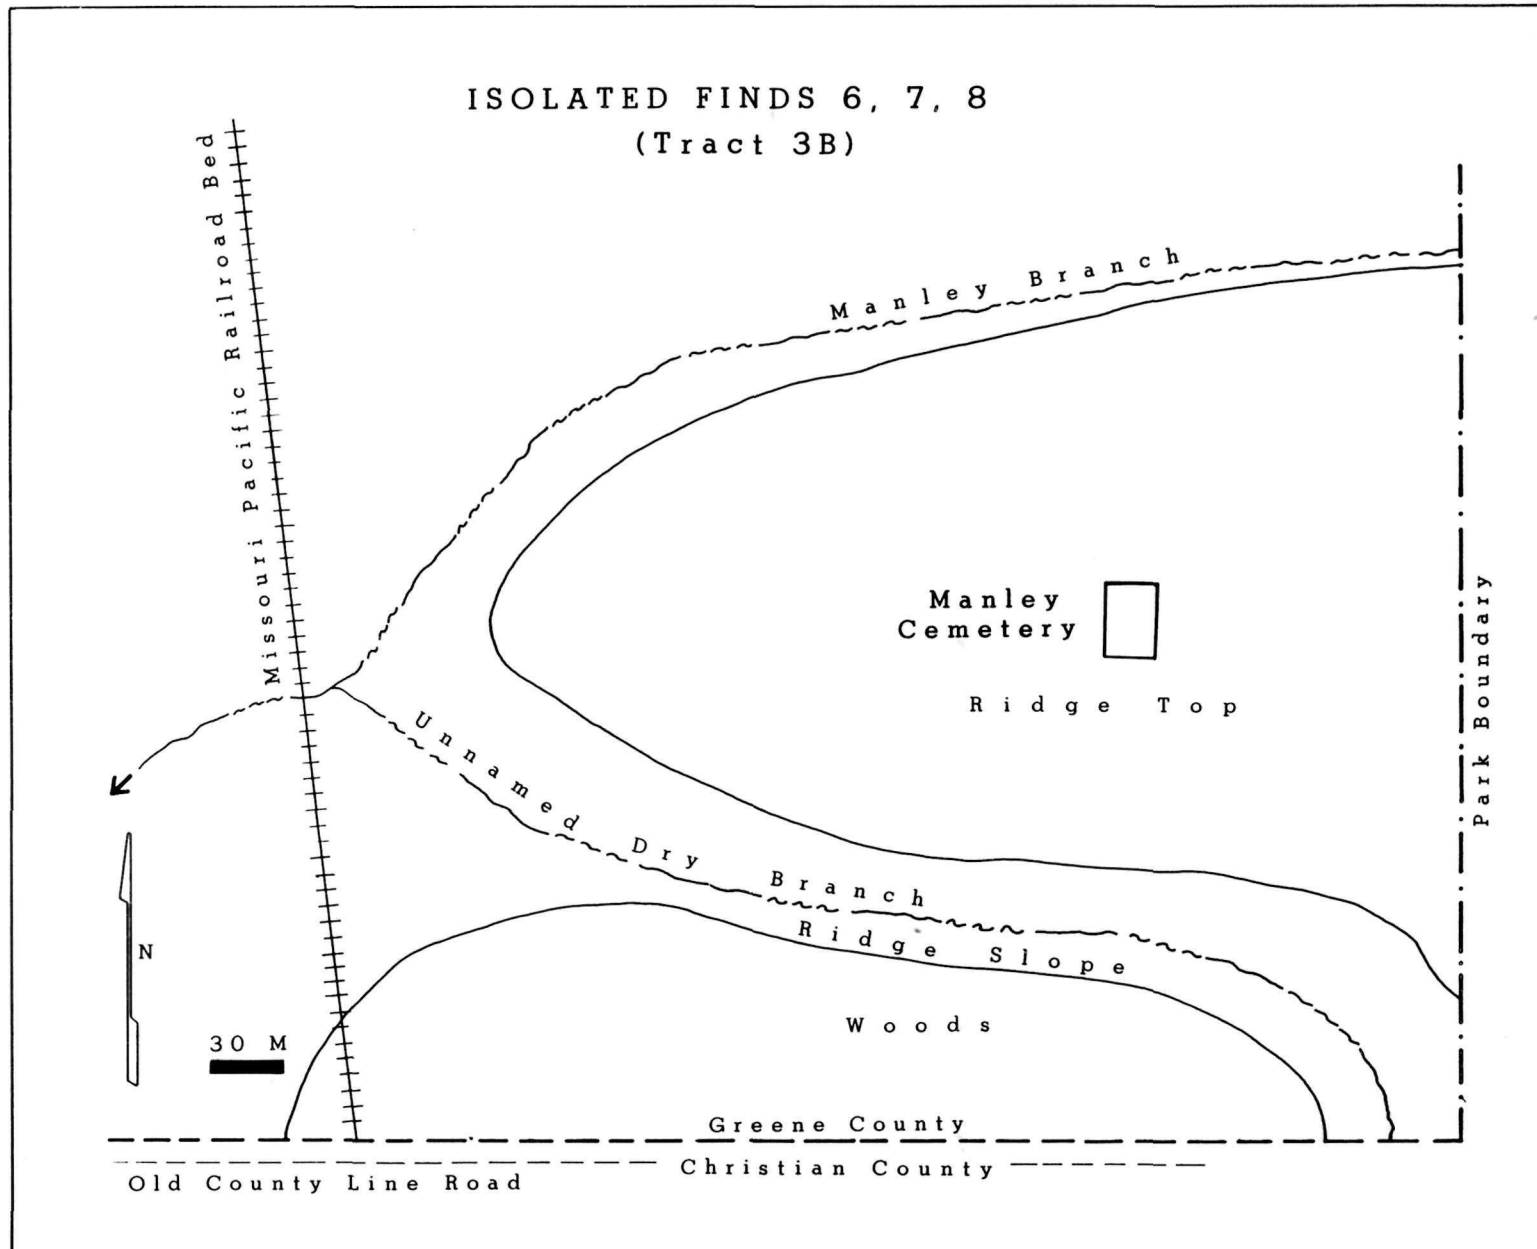 ISOLATED FINDS 6, 7, 8
(Tract 3B)
Missouri Pacific Railroad Bed
Manley Branch
Manley
Cemetery
Ridge Top
Park Boundary
Unnamed Dry Branch
Ridge Slope
Woods
N
30 M
Greene County
Christian County
Old County Line Road